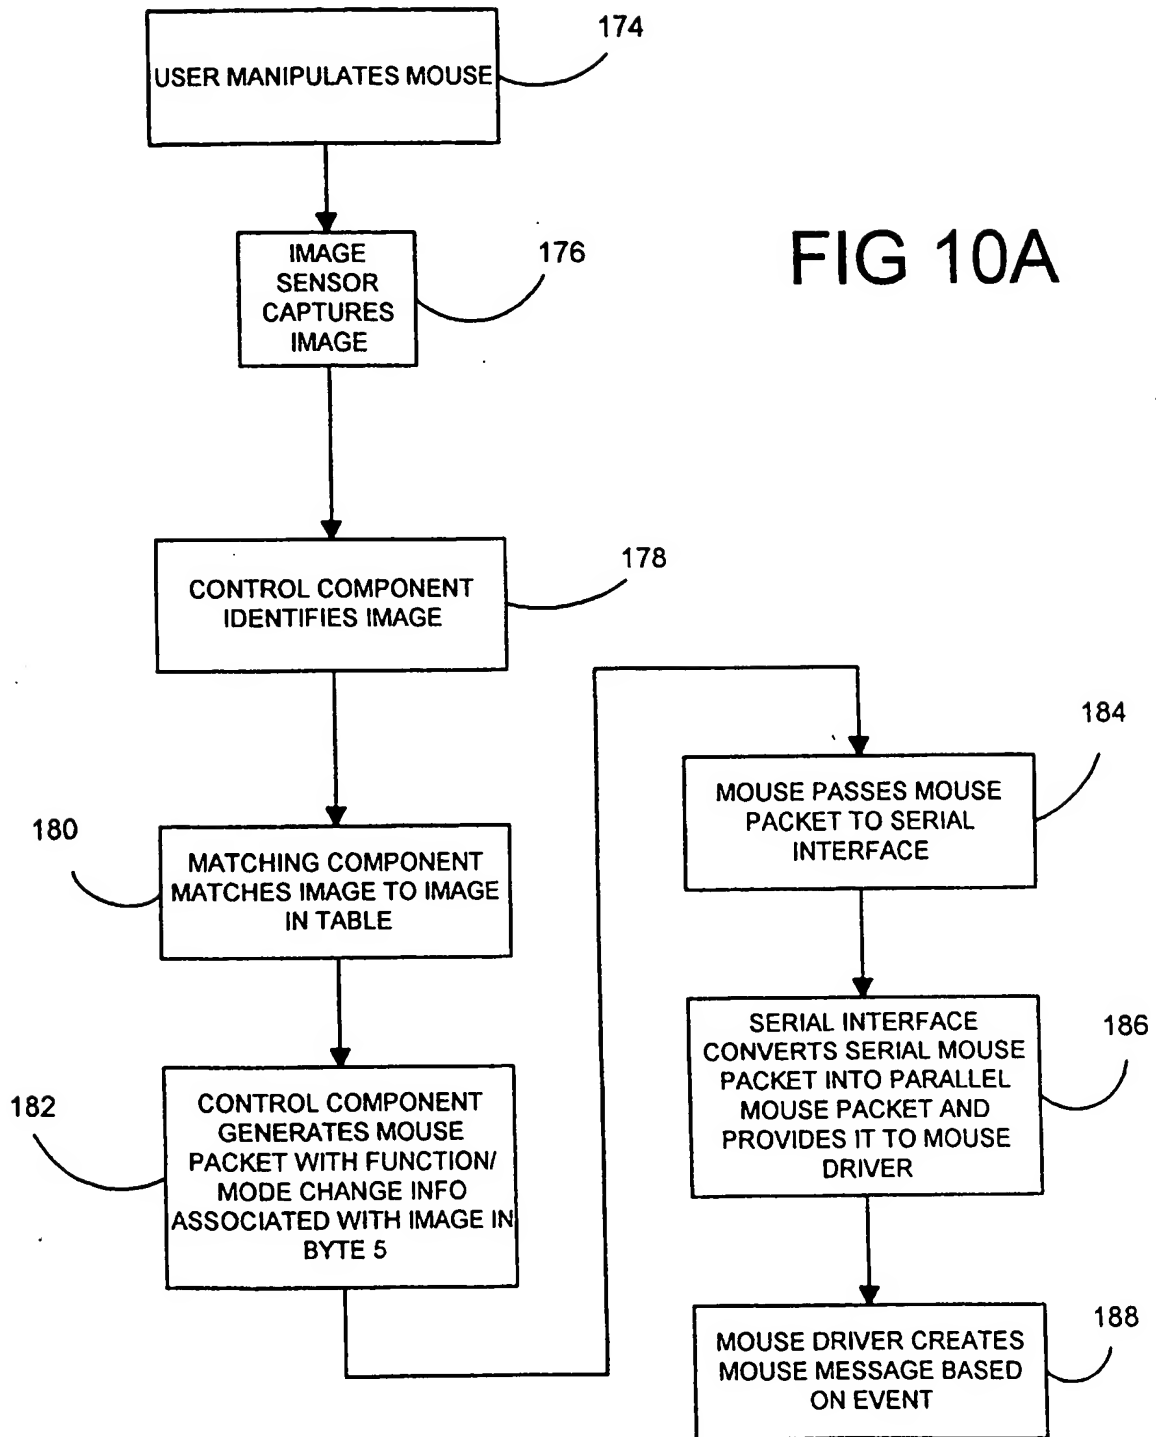 174
USER MANIPULATES MOUSE
FIG 10A
IMAGE
SENSOR
CAPTURES
IMAGE
176
178
CONTROL COMPONENT
IDENTIFIES IMAGE
180
MATCHING COMPONENT
MATCHES IMAGE TO IMAGE
IN TABLE
182
CONTROL COMPONENT
GENERATES MOUSE
PACKET WITH FUNCTION/
MODE CHANGE INFO
ASSOCIATED WITH IMAGE IN
BYTE 5
184
MOUSE PASSES MOUSE
PACKET TO SERIAL
INTERFACE
SERIAL INTERFACE
CONVERTS SERIAL MOUSE
PACKET INTO PARALLEL
MOUSE PACKET AND
PROVIDES IT TO MOUSE
DRIVER
186
188
MOUSE DRIVER CREATES
MOUSE MESSAGE BASED
ON EVENT